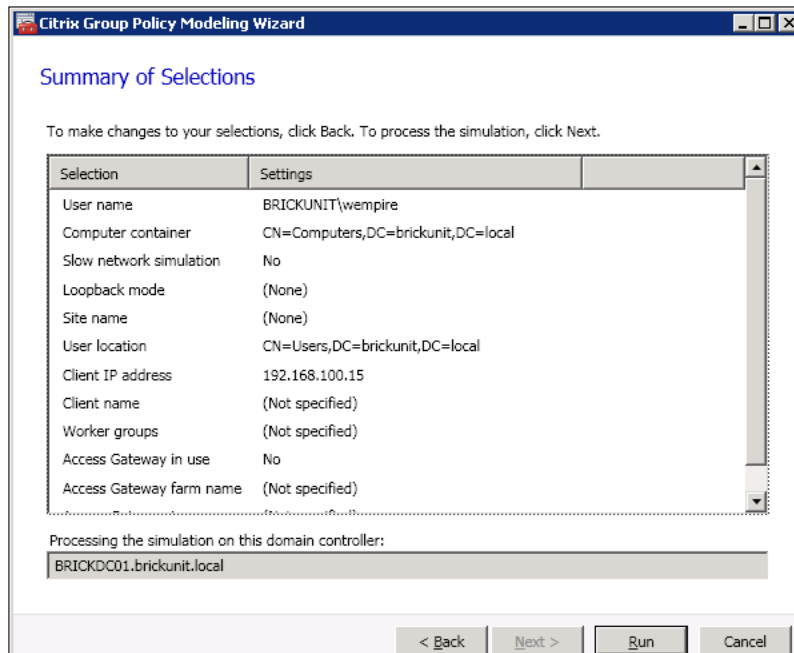 Citrix Group Policy Modeling Wizard
Summary of Selections
To make changes to your selections, click Back. To process the simulation, click Next.
Selection Settings
User name BRICKUNIT\wempire
Computer container CN=Computers,DC=brickunit,DC=local
Slow network simulation No
Loopback mode (None)
Site name (None)
User location CN=Users,DC=brickunit,DC=local
Client IP address 192.168.100.15
Client name (Not specified)
Worker groups (Not specified)
Access Gateway in use No
Access Gateway farm name (Not specified)
Processing the simulation on this domain controller:
BRICKDC01.brickunit.local
< Back Next > Run Cancel